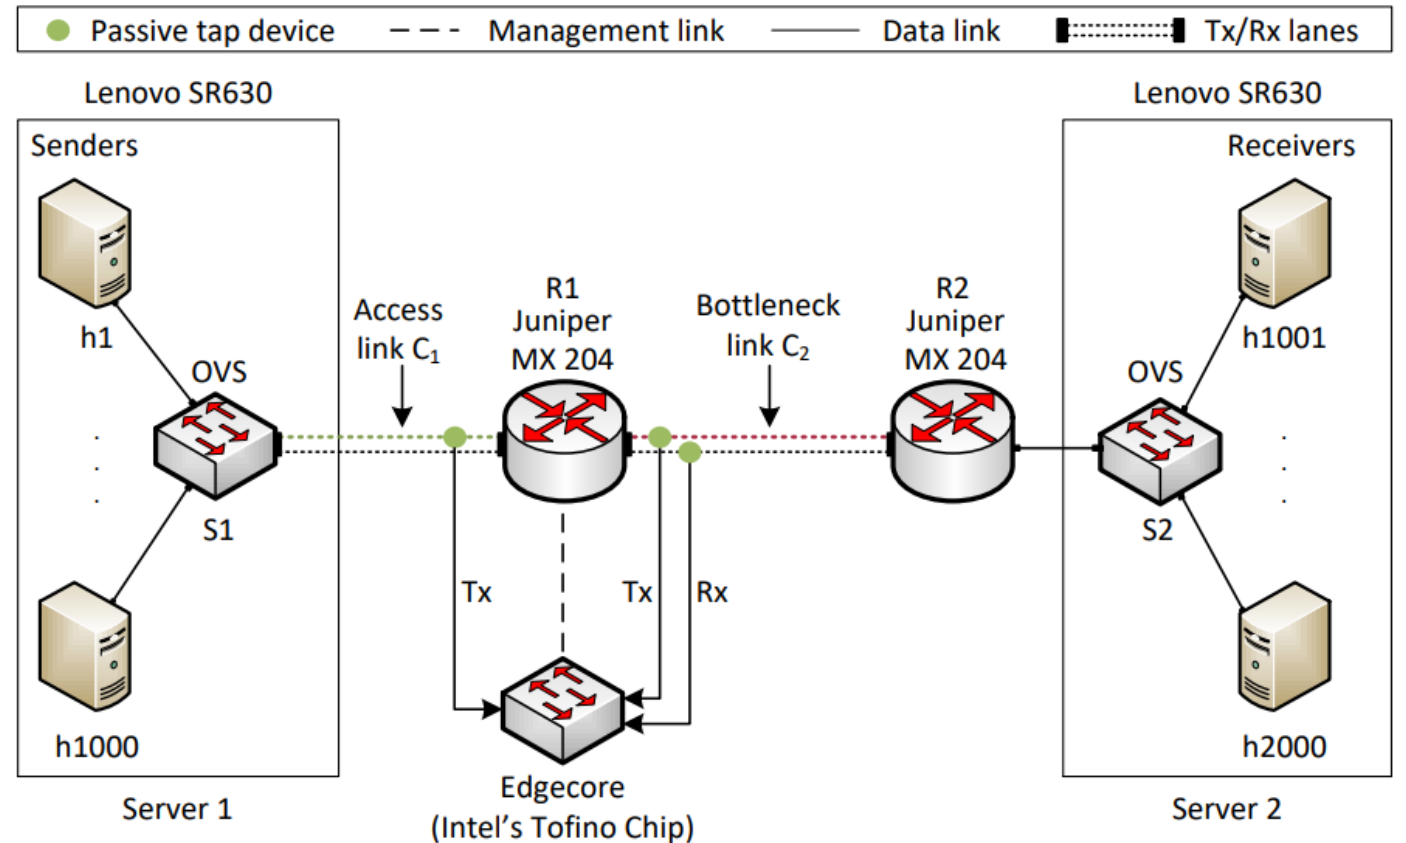 Passive tap device
Management link
Data link
Tx/Rx lanes
Lenovo SR630
Lenovo SR630
Senders
Receivers
h1
OVS
S1
h1000
Server 1
Access
link C₁
R1
Juniper
MX 204
Bottleneck
link C₂
R2
Juniper
MX 204
Tx
Tx
Rx
Edgecore
(Intel’s Tofino Chip)
h1001
OVS
S2
h2000
Server 2